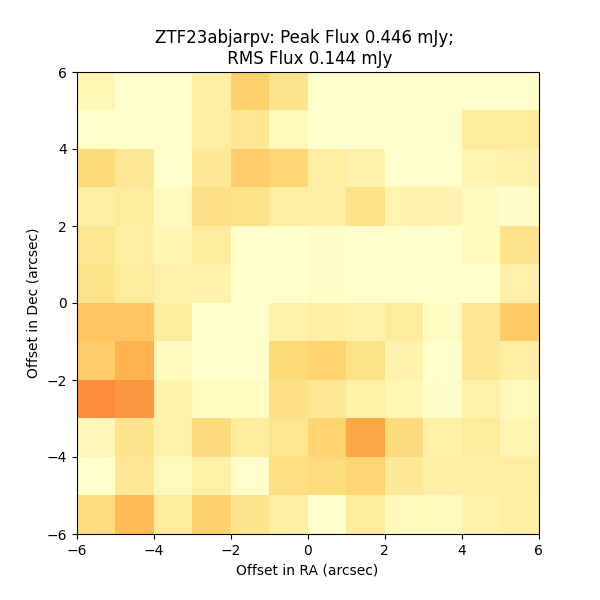 ZTF23abjarpv: Peak Flux 0.446 mJy;
RMS Flux 0.144 mJy
6
4
2
0
−2
−4
−6
Offset in Dec (arcsec)
−6 −4 −2 0 2 4 6
Offset in RA (arcsec)